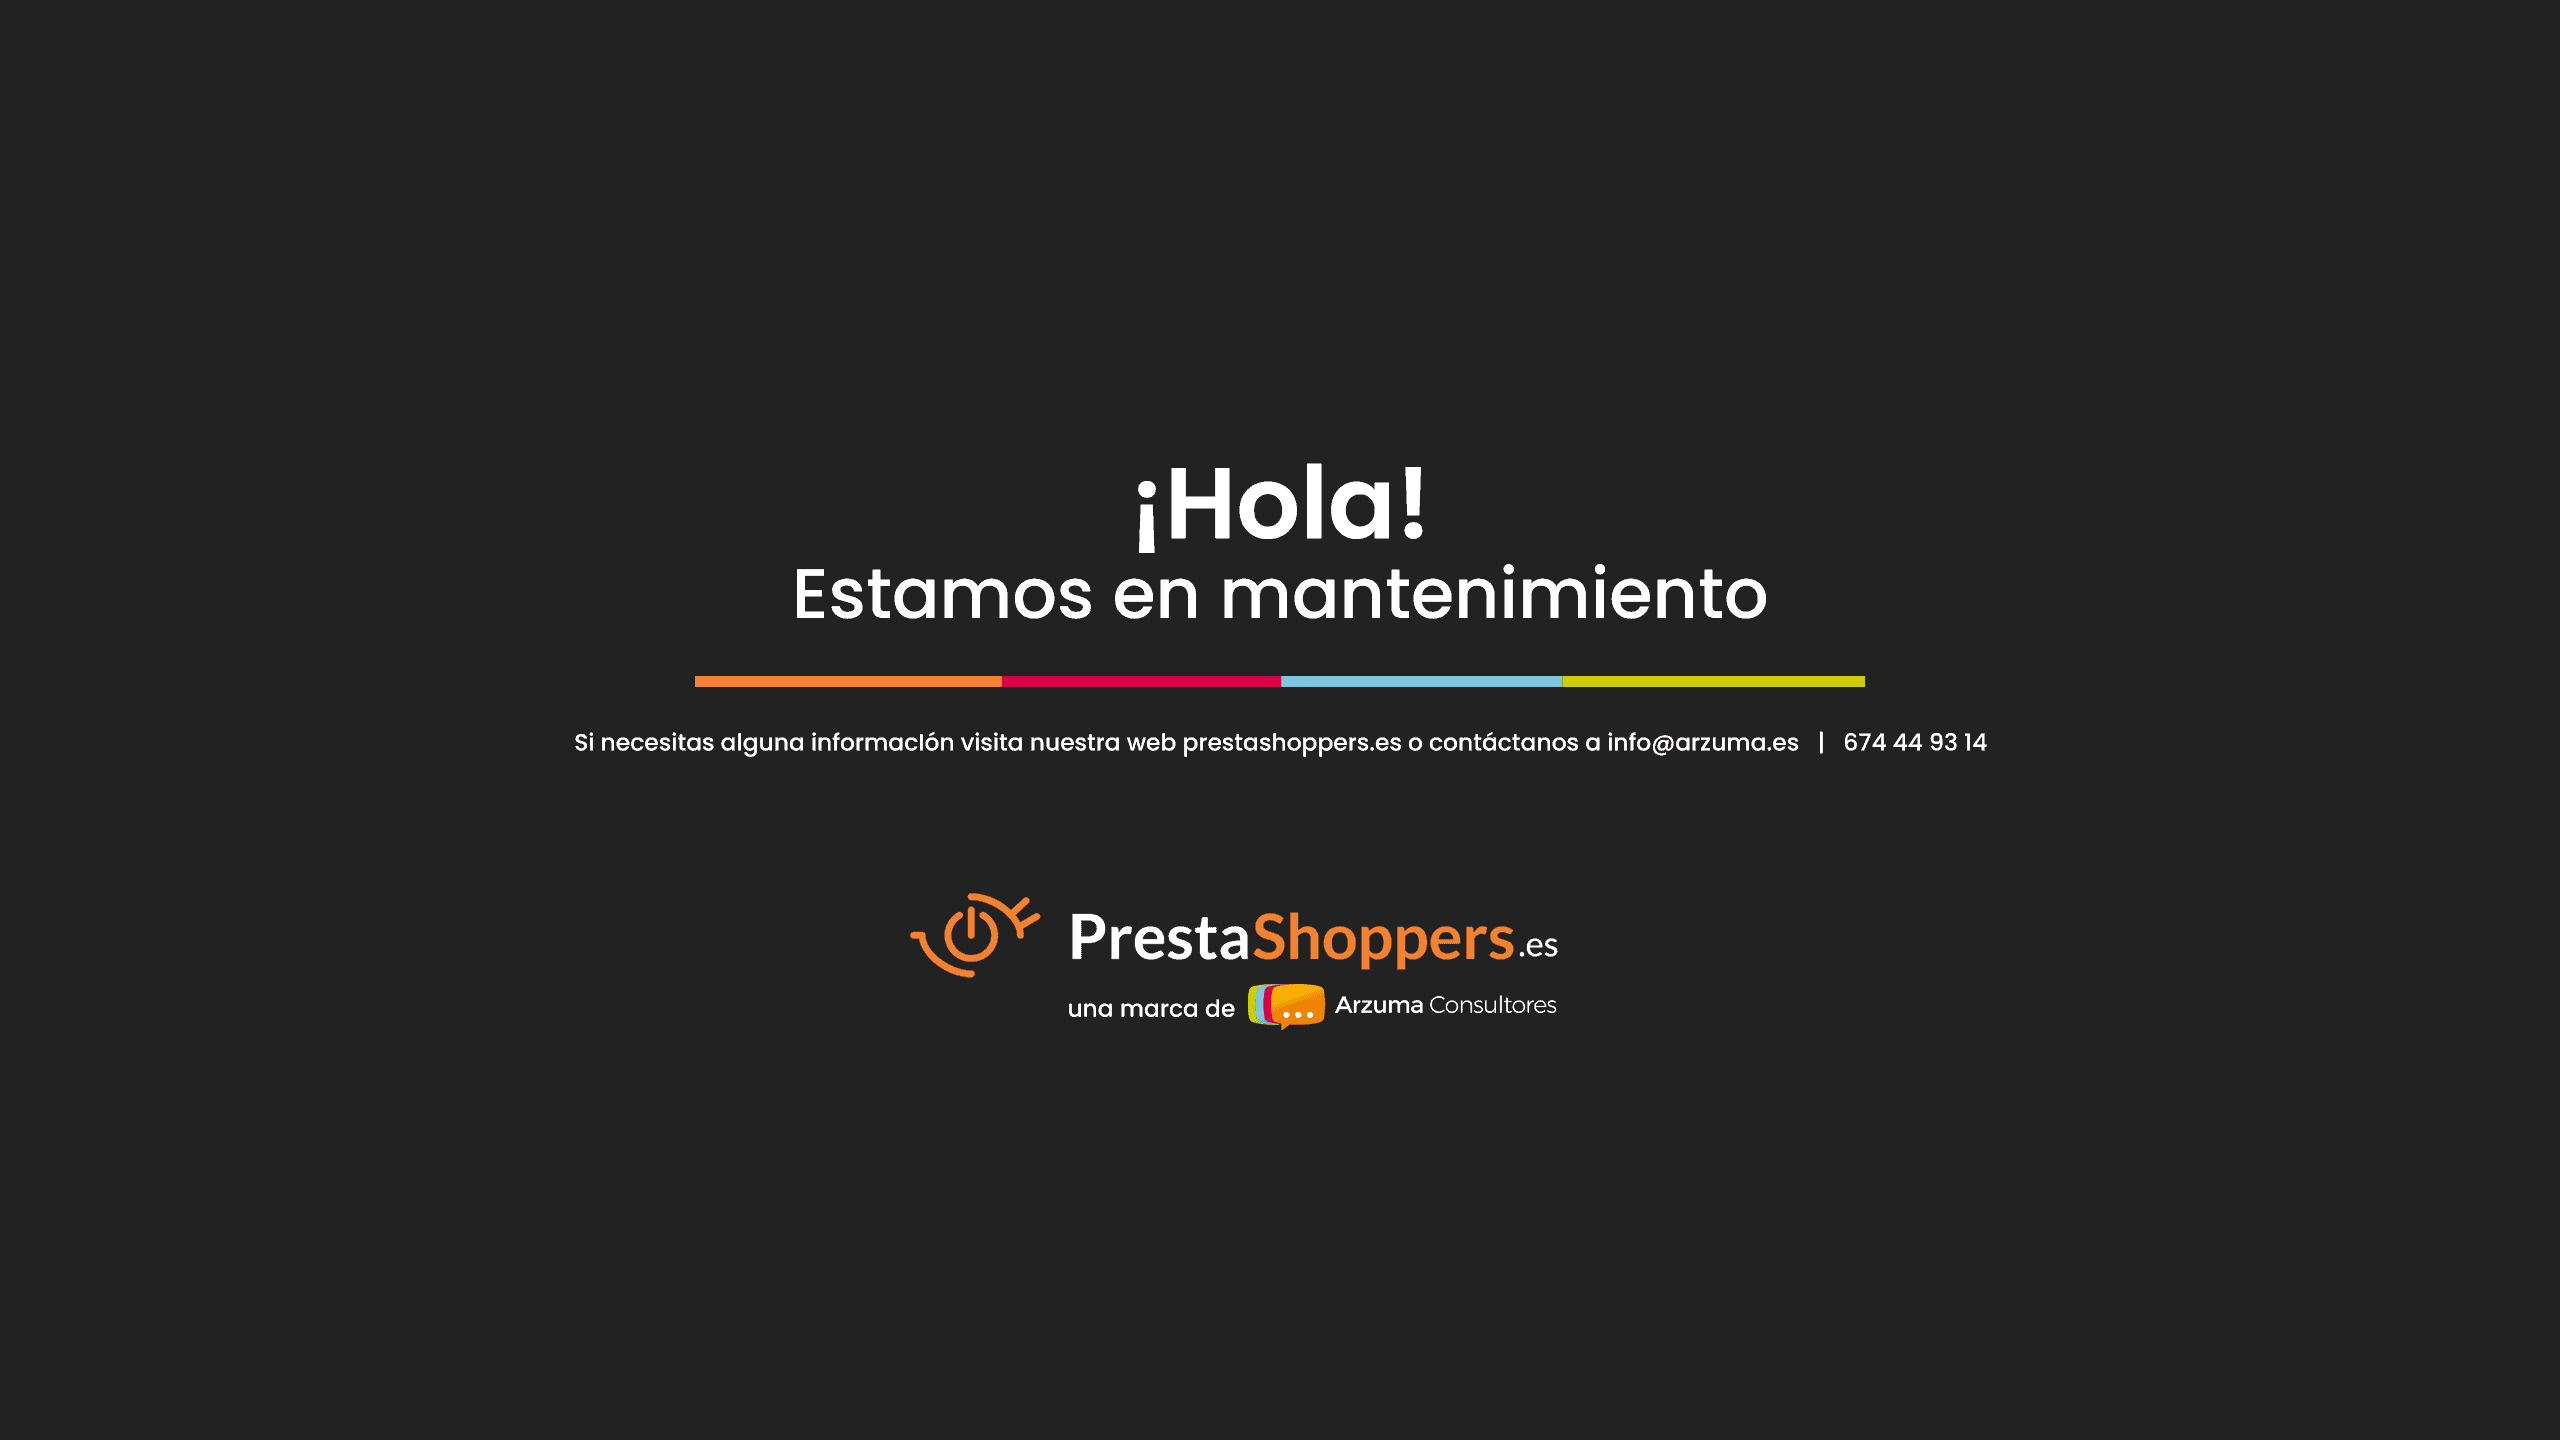 ¡Hola!
Estamos en mantenimiento
Si necesitas alguna informacIón visita nuestra web prestashoppers.es o contáctanos a info@arzuma.es | 674 44 93 14
PrestaShoppers.es
una marca de Arzuma Consultores